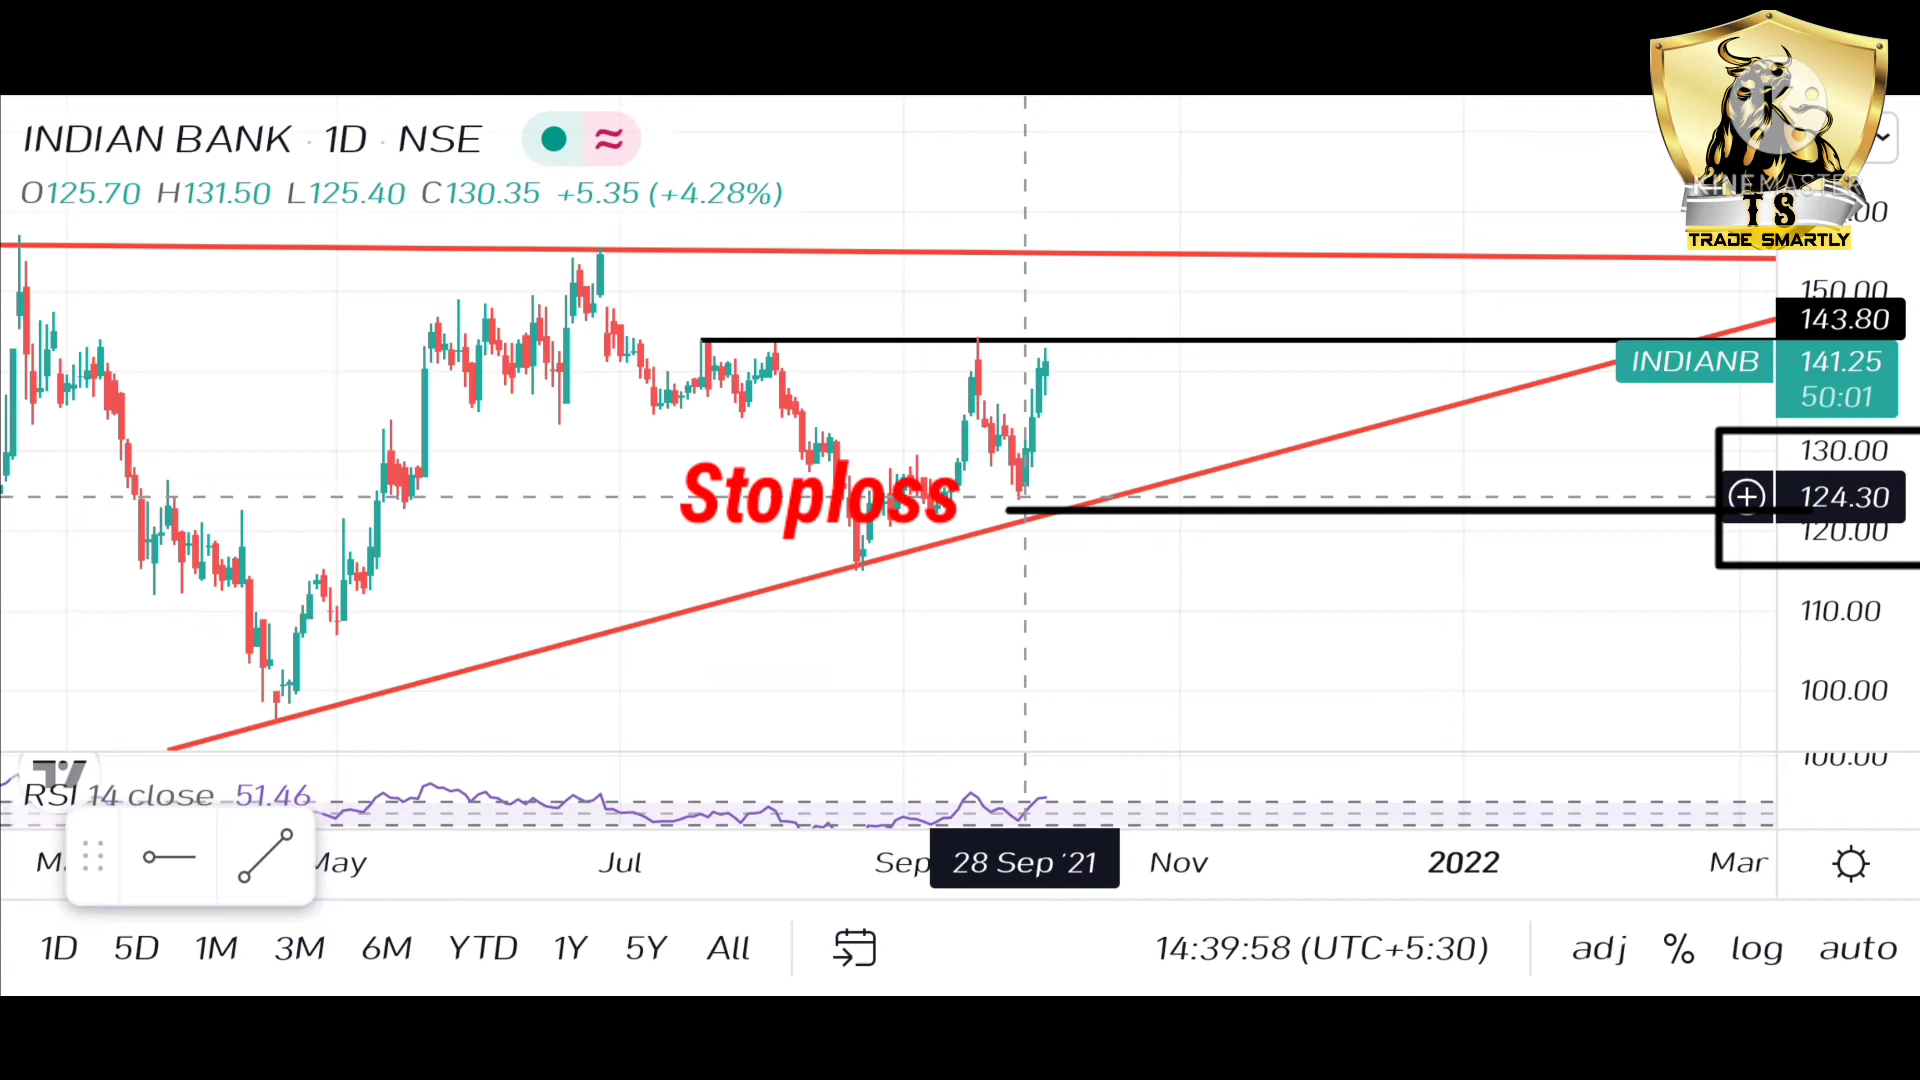 INDIAN BANK · 1D · NSE
O125.70 H131.50 L125.40 C130.35 +5.35 (+4.28%)
KINEMASTER
T S
TRADE SMARTLY
150.00
143.80
INDIANB 141.25
50:01
130.00
Stoploss
124.30
120.00
110.00
100.00
100.00
RSI 14 close 51.46
May Jul Sep 28 Sep '21 Nov 2022 Mar
1D 5D 1M 3M 6M YTD 1Y 5Y All 14:39:58 (UTC+5:30) adj % log auto